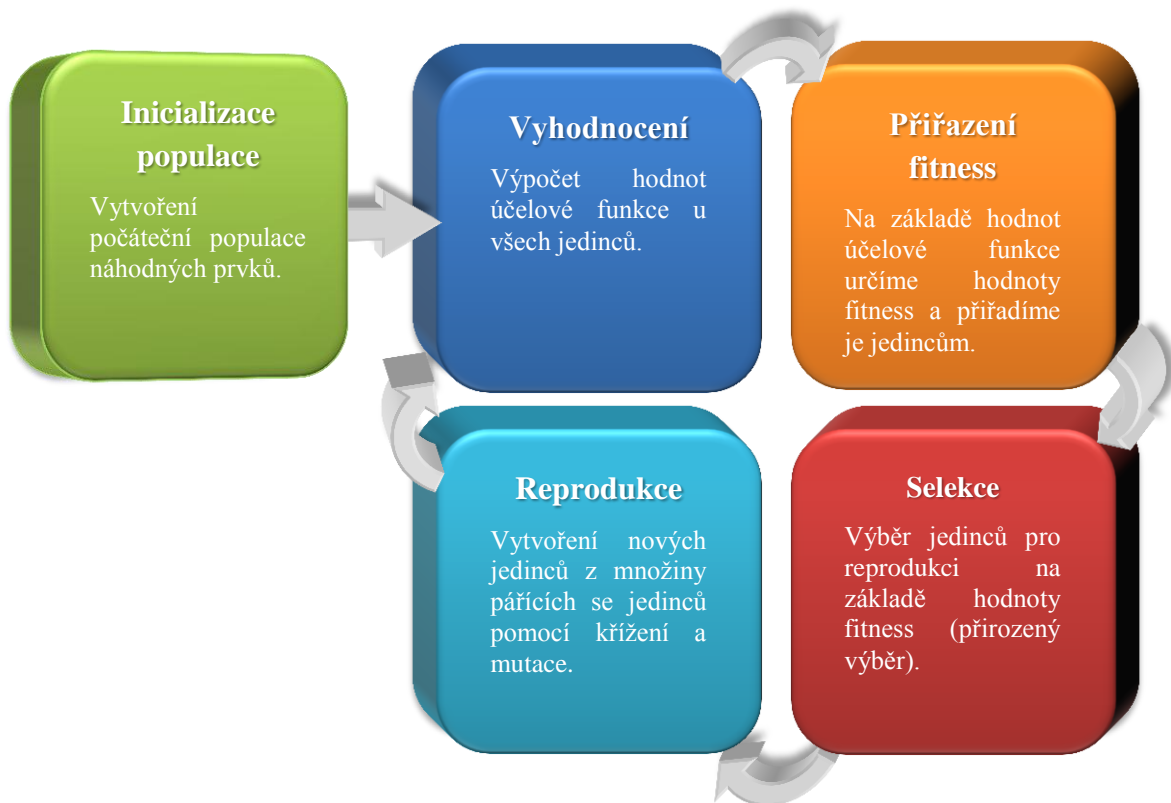 Inicializace
populace
Vytvoření
počáteční populace
náhodných prvků.
Vyhodnocení
Výpočet hodnot
účelové funkce u
všech jedinců.
Přiřazení
fitness
Na základě hodnot
účelové funkce
určíme hodnoty
fitness a přiřadíme
je jedincům.
Selekce
Výběr jedinců pro
reprodukci na
základě hodnoty
fitness (přirozený
výběr).
Reprodukce
Vytvoření nových
jedinců z množiny
pářících se jedinců
pomocí křížení a
mutace.